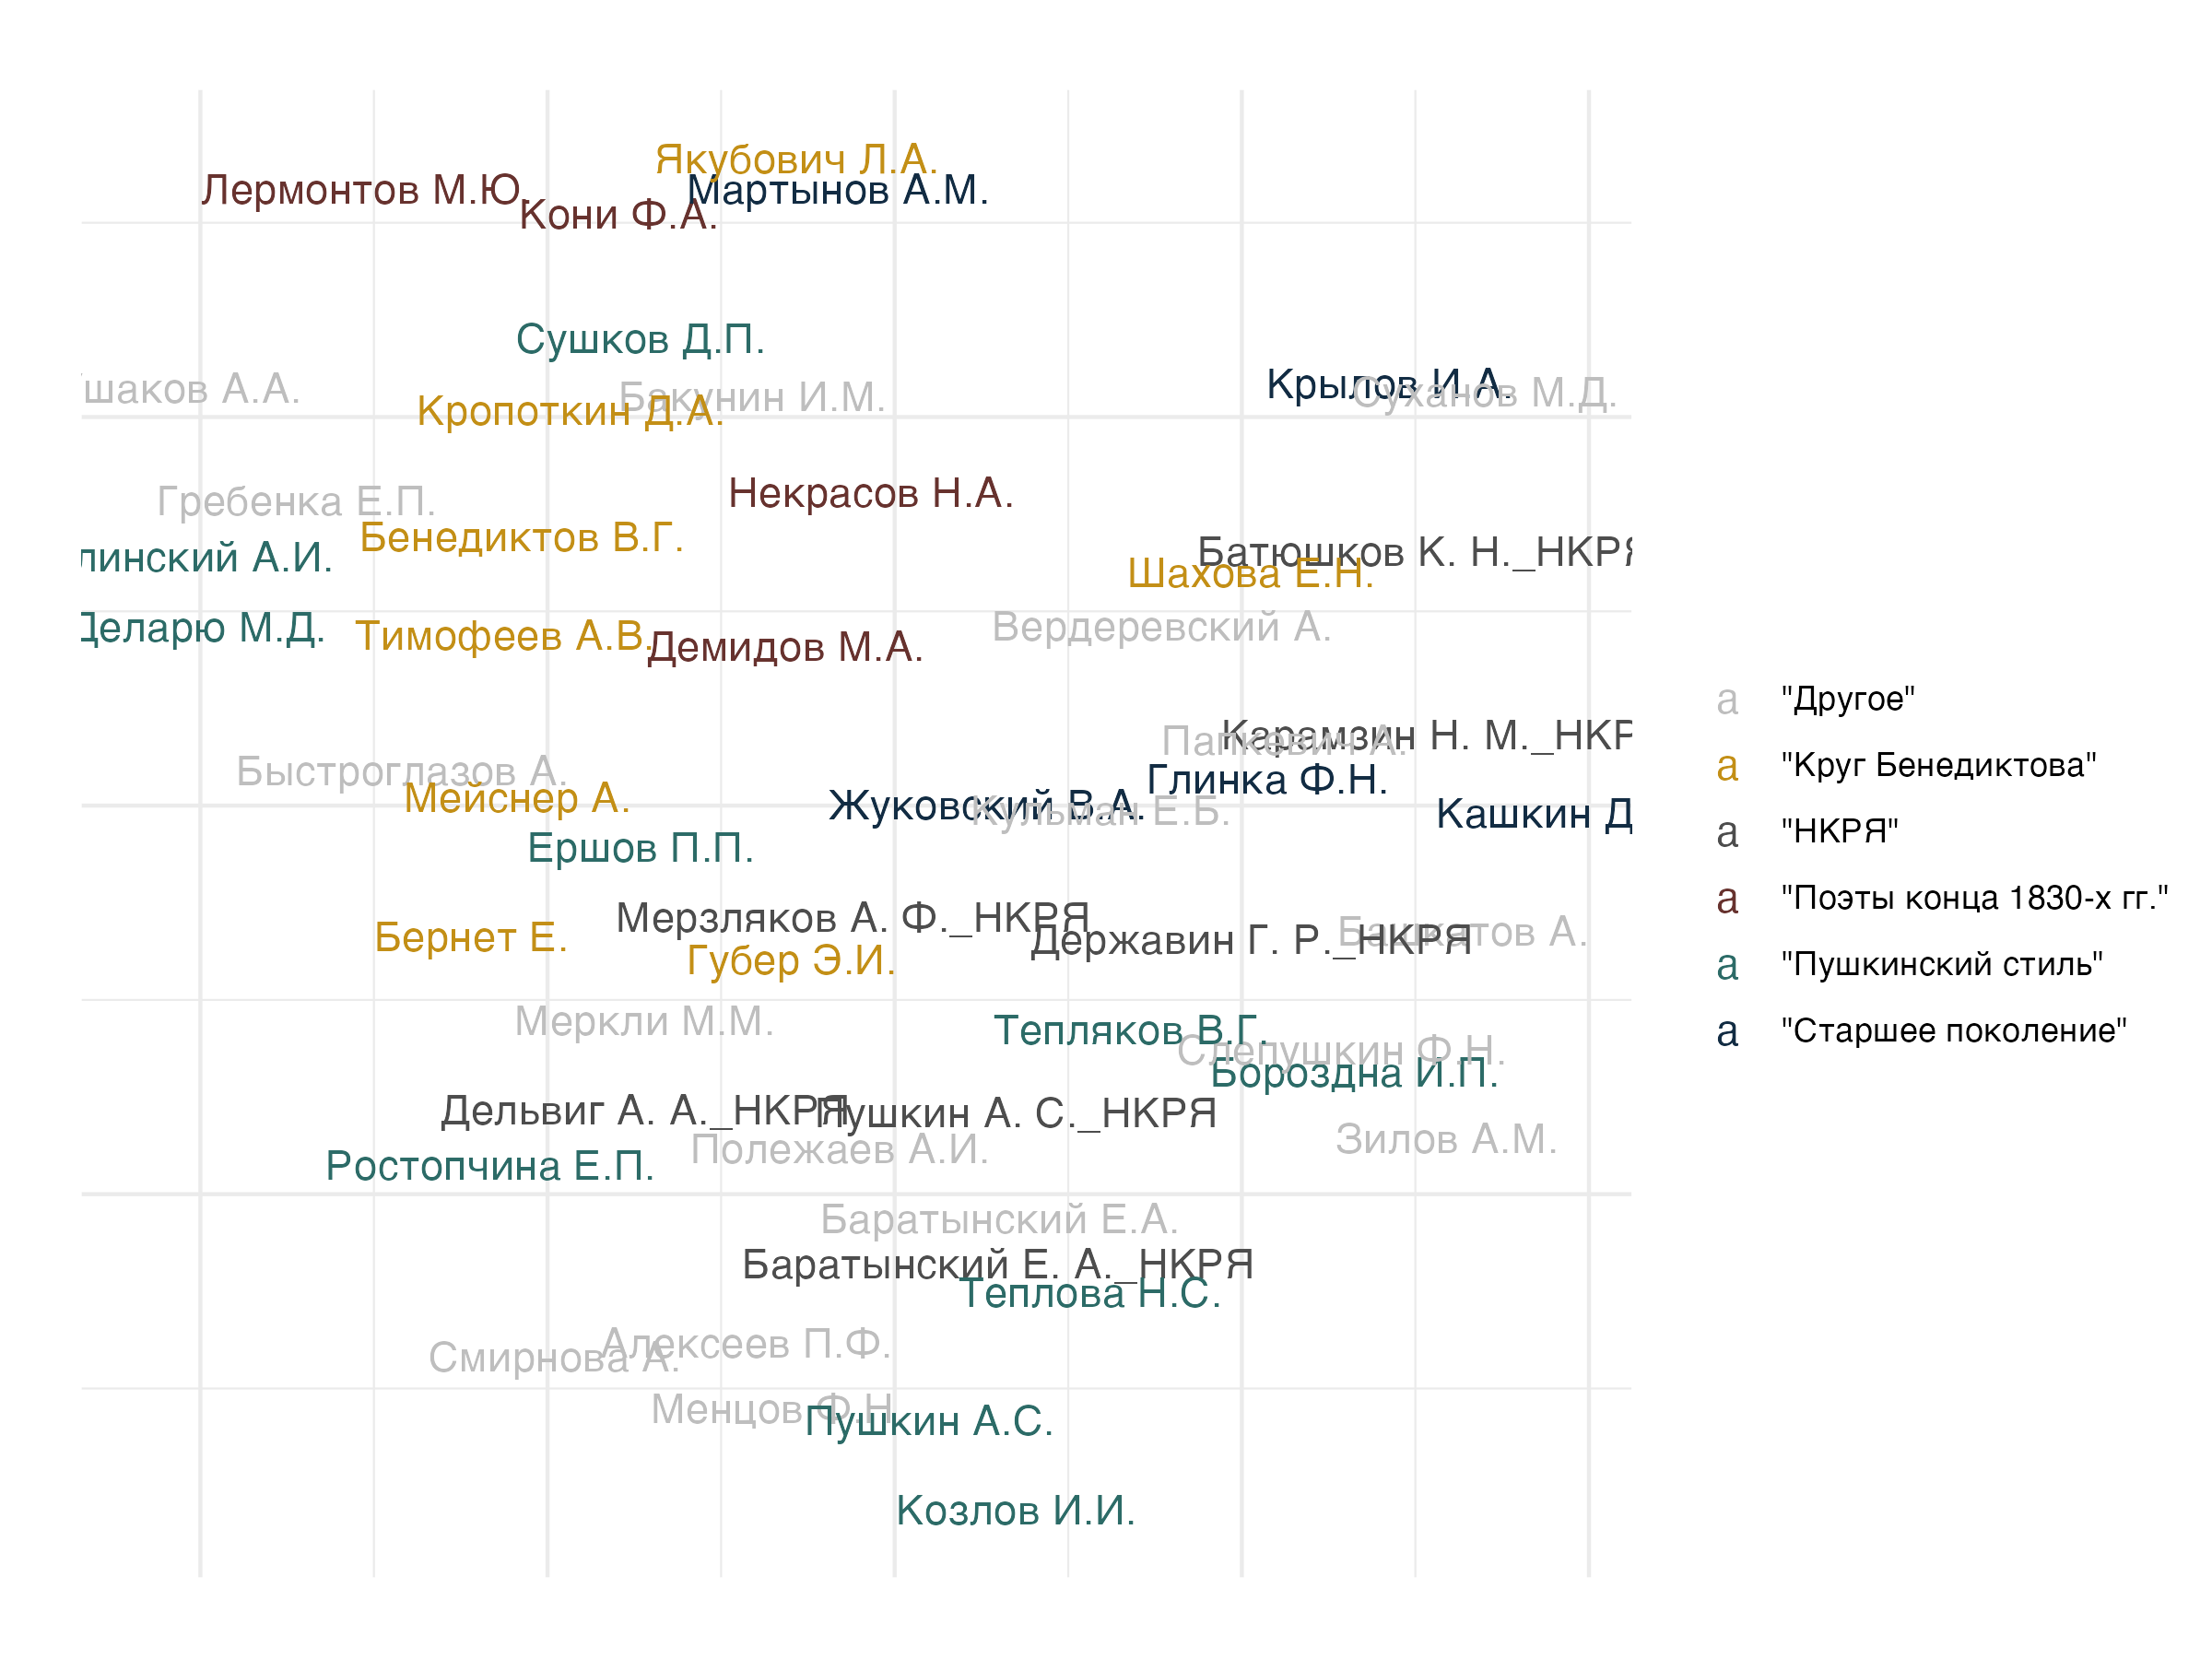 Якубович Л.А.
Лермонтов М.Ю.
Мартынов А.М.
Кони Ф.А.
Сушков Д.П.
Крылов И.А.
шаков А.А.
Суханов М.Д.
Бакунин И.М.
Кропоткин Д.А.
Некрасов Н.А.
Гребенка Е.П.
Бенедиктов В.Г.
Батюшков К. Н._НКРЯ
линский А.И.
Шахова Е.Н.
Вердеревский А.
Деларю М.Д.
Тимофеев А.В.
Демидов М.А.
Карамзин Н. М._НКР
Папкевич А.
Быстроглазов А.
Глинка Ф.Н.
Мейснер А.
Жуковский В.А.
Кульман Е.Б.
Кашкин Д
Ершов П.П.
Мерзляков А. Ф._НКРЯ
Башкатов А.
Бернет Е.
Державин Г. Р._НКРЯ
Губер Э.И.
Меркли М.М.
Тепляков В.Г.
Слепушкин Ф.Н.
Бороздна И.П.
Дельвиг А. А._НКРЯ
Пушкин А. С._НКРЯ
Зилов А.М.
Полежаев А.И.
Ростопчина Е.П.
Баратынский Е.А.
Баратынский Е. А._НКРЯ
Теплова Н.С.
Алексеев П.Ф.
Смирнова А.
Менцов Ф.Н.
Пушкин А.С.
Козлов И.И.
a "Другое"
a "Круг Бенедиктова"
a "НКРЯ"
a "Поэты конца 1830-х гг."
a "Пушкинский стиль"
a "Старшее поколение"